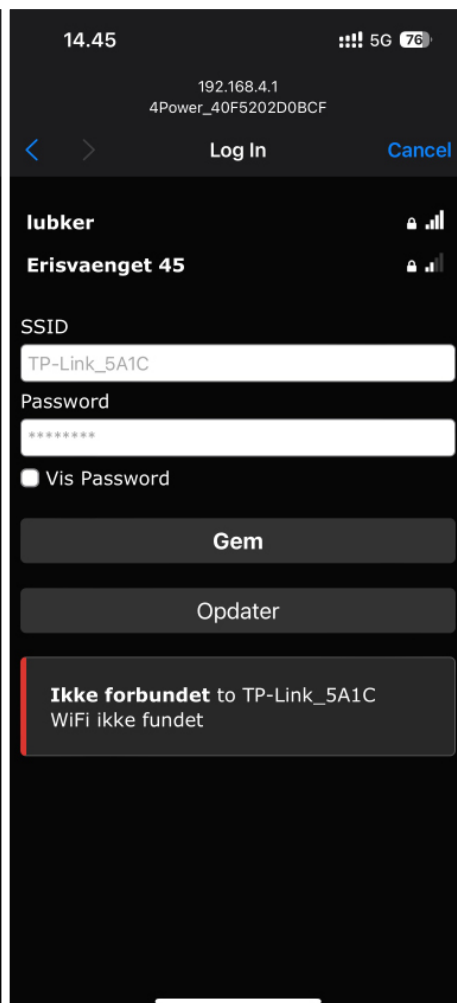 14.45 5G 76
192.168.4.1
4Power_40F5202D0BCF
Log In Cancel
lubker
Erisvaenget 45
SSID
TP-Link_5A1C
Password
********
Vis Password
Gem
Opdater
Ikke forbundet to TP-Link_5A1C
WiFi ikke fundet